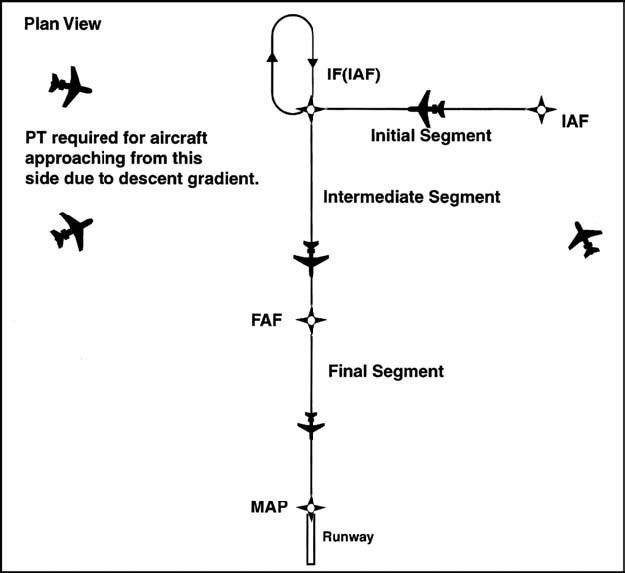 Plan View
IF(IAF)
IAF
Initial Segment
PT required for aircraft
approaching from this
side due to descent gradient.
Intermediate Segment
FAF
Final Segment
MAP
Runway